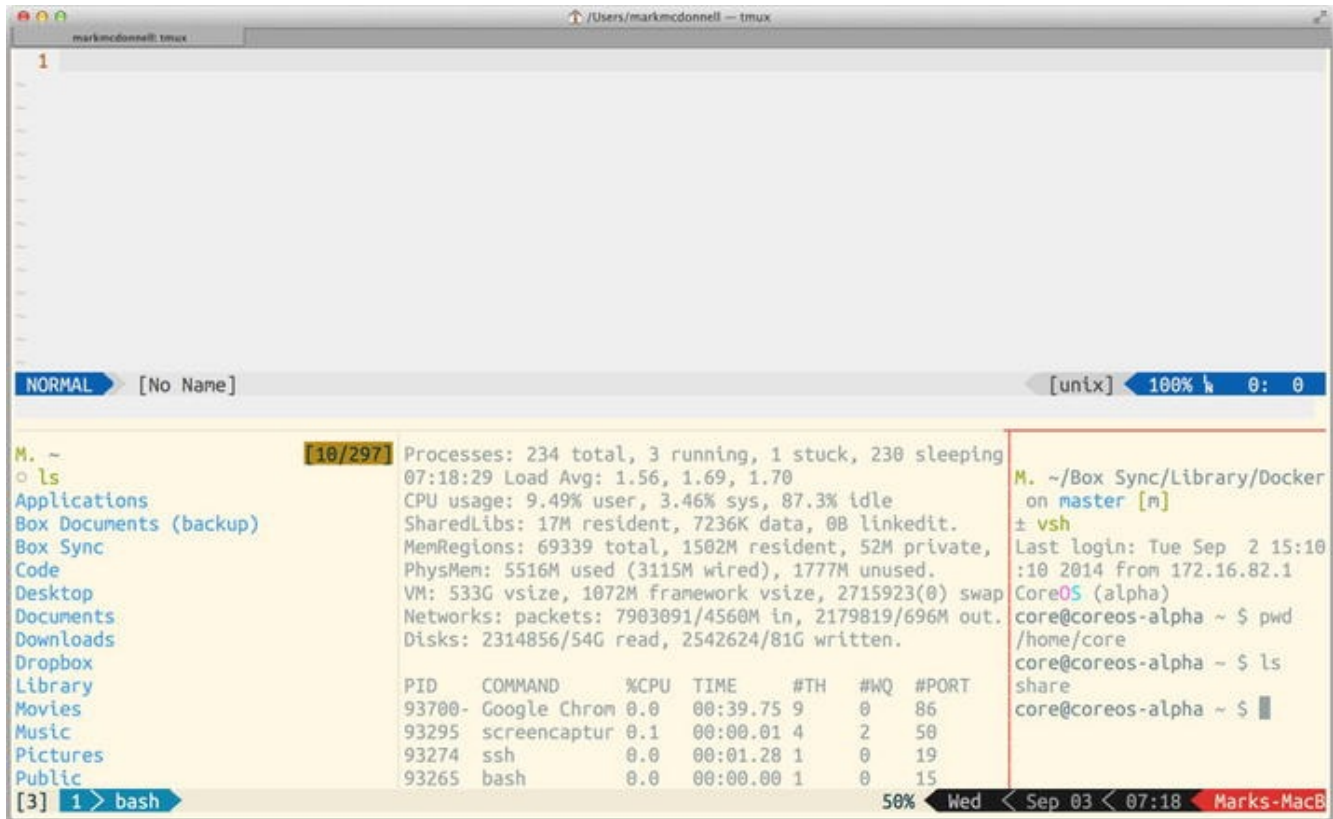 /Users/markmcdonnell — tmux
markmcdonnell: tmux
1
~
~
~
~
~
~
~
~
~
~
~
~
~
NORMAL [No Name] [unix] 100% 0: 0
M. ~ [10/297]
○ ls
Applications
Box Documents (backup)
Box Sync
Code
Desktop
Documents
Downloads
Dropbox
Library
Movies
Music
Pictures
Public
Processes: 234 total, 3 running, 1 stuck, 230 sleeping
07:18:29 Load Avg: 1.56, 1.69, 1.70
CPU usage: 9.49% user, 3.46% sys, 87.3% idle
SharedLibs: 17M resident, 7236K data, 0B linkedit.
MemRegions: 69339 total, 1502M resident, 52M private,
PhysMem: 5516M used (3115M wired), 1777M unused.
VM: 533G vsize, 1072M framework vsize, 2715923(0) swap
Networks: packets: 7903091/4560M in, 2179819/696M out.
Disks: 2314856/54G read, 2542624/81G written.
PID COMMAND %CPU TIME #TH #WQ #PORT
93700- Google Chrom 0.0 00:39.75 9 0 86
93295 screencaptur 0.1 00:00.01 4 2 50
93274 ssh 0.0 00:01.28 1 0 19
93265 bash 0.0 00:00.00 1 0 15
M. ~/Box Sync/Library/Docker
on master [m]
± vsh
Last login: Tue Sep 2 15:10
:10 2014 from 172.16.82.1
CoreOS (alpha)
core@coreos-alpha ~ $ pwd
/home/core
core@coreos-alpha ~ $ ls
share
core@coreos-alpha ~ $
[3] 1 > bash 50% Wed < Sep 03 < 07:18 Marks-MacB